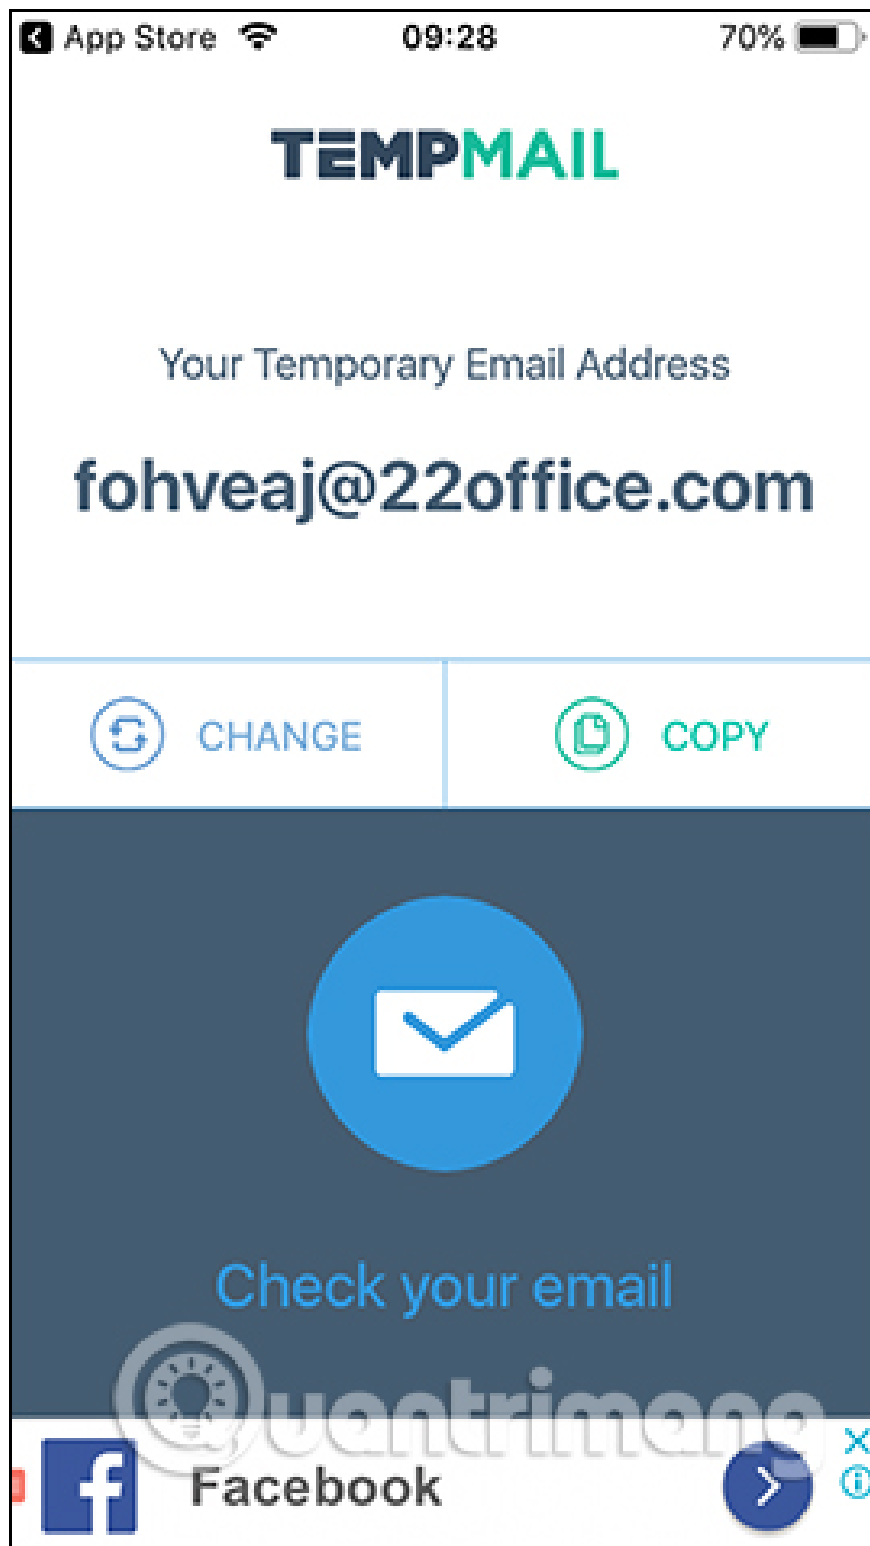 App Store 09:28 70%
TEMPMAIL
Your Temporary Email Address
fohveaj@22office.com
CHANGE COPY
Check your email
Quantrimang
Facebook